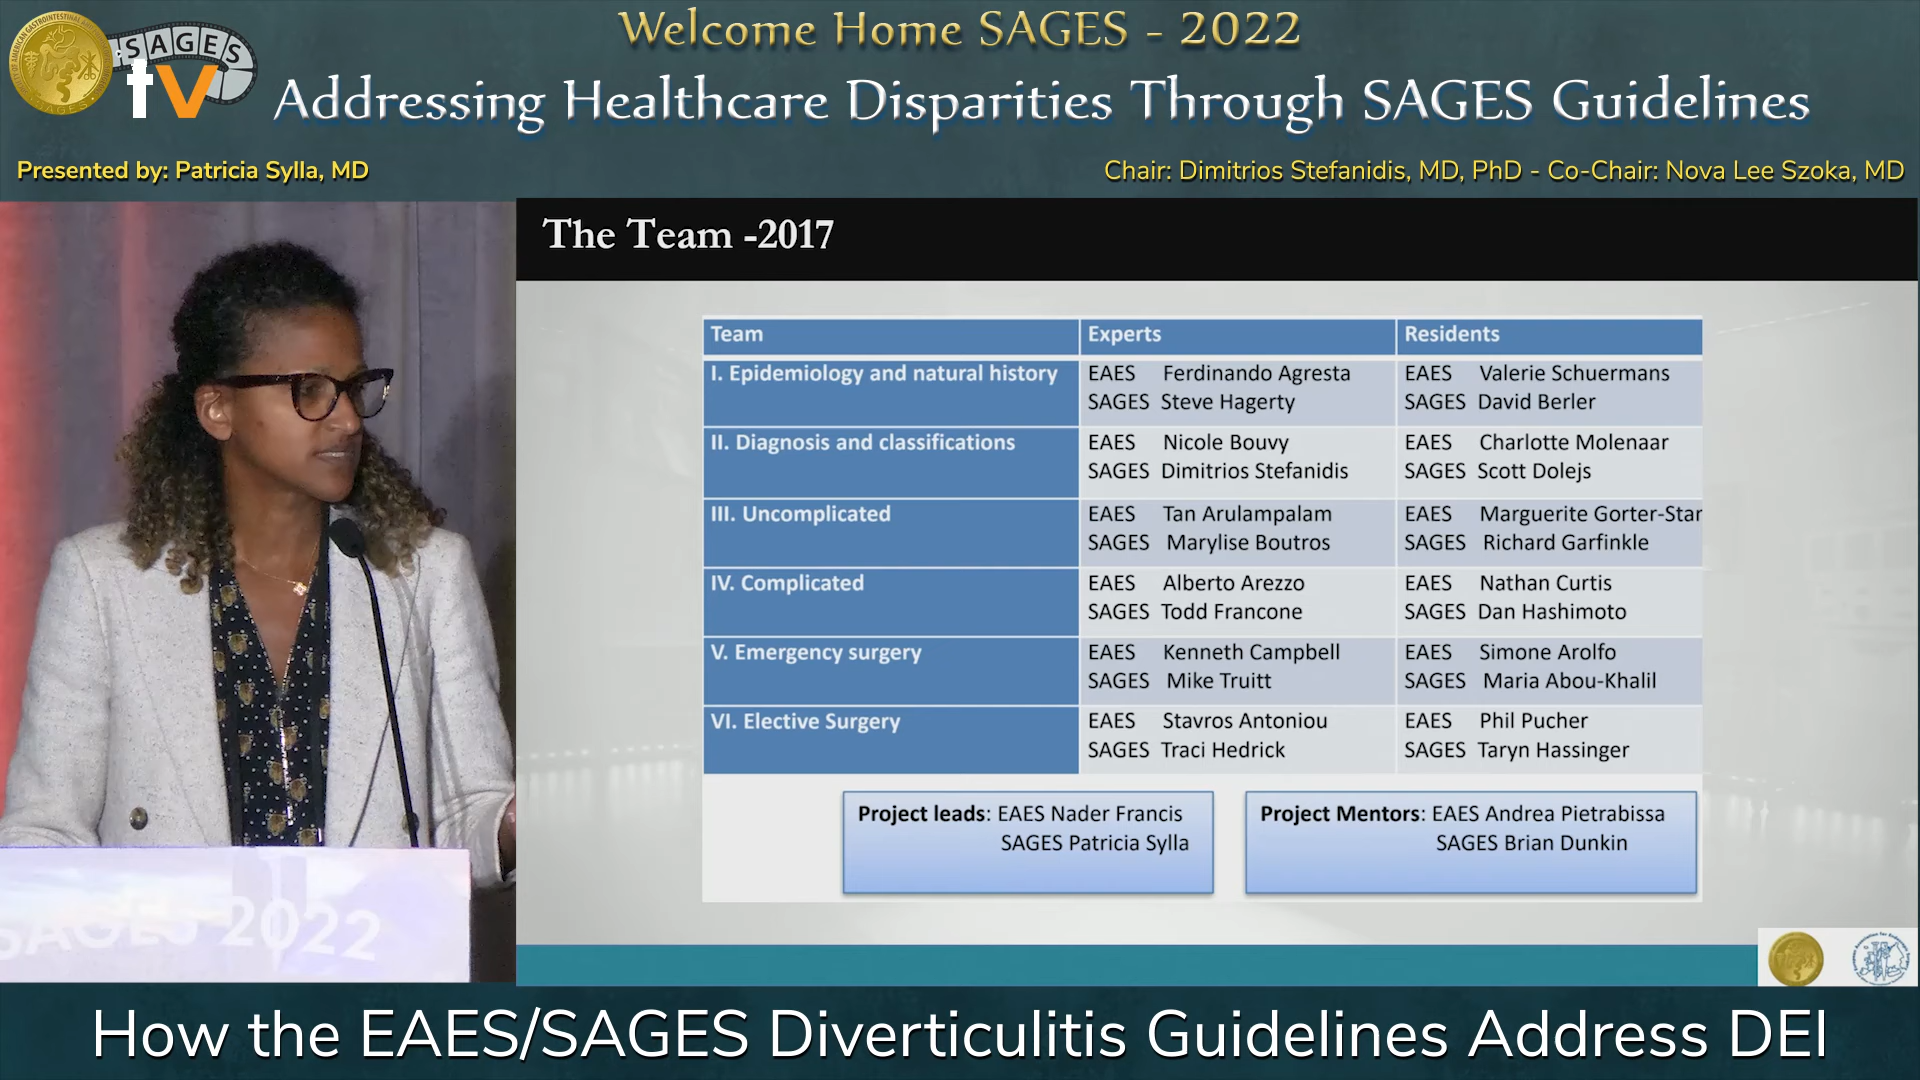 Welcome Home SAGES - 2022
SAGES
tv
Addressing Healthcare Disparities Through SAGES Guidelines
Presented by: Patricia Sylla, MD
Chair: Dimitrios Stefanidis, MD, PhD - Co-Chair: Nova Lee Szoka, MD
The Team -2017
Team Experts Residents
I. Epidemiology and natural history EAES Ferdinando Agresta EAES Valerie Schuermans
SAGES Steve Hagerty SAGES David Berler
II. Diagnosis and classifications EAES Nicole Bouvy EAES Charlotte Molenaar
SAGES Dimitrios Stefanidis SAGES Scott Dolejs
III. Uncomplicated EAES Tan Arulampalam EAES Marguerite Gorter-Star
SAGES Marylise Boutros SAGES Richard Garfinkle
IV. Complicated EAES Alberto Arezzo EAES Nathan Curtis
SAGES Todd Francone SAGES Dan Hashimoto
V. Emergency surgery EAES Kenneth Campbell EAES Simone Arolfo
SAGES Mike Truitt SAGES Maria Abou-Khalil
VI. Elective Surgery EAES Stavros Antoniou EAES Phil Pucher
SAGES Traci Hedrick SAGES Taryn Hassinger
Project leads: EAES Nader Francis
SAGES Patricia Sylla
Project Mentors: EAES Andrea Pietrabissa
SAGES Brian Dunkin
SAGES 2022
How the EAES/SAGES Diverticulitis Guidelines Address DEI